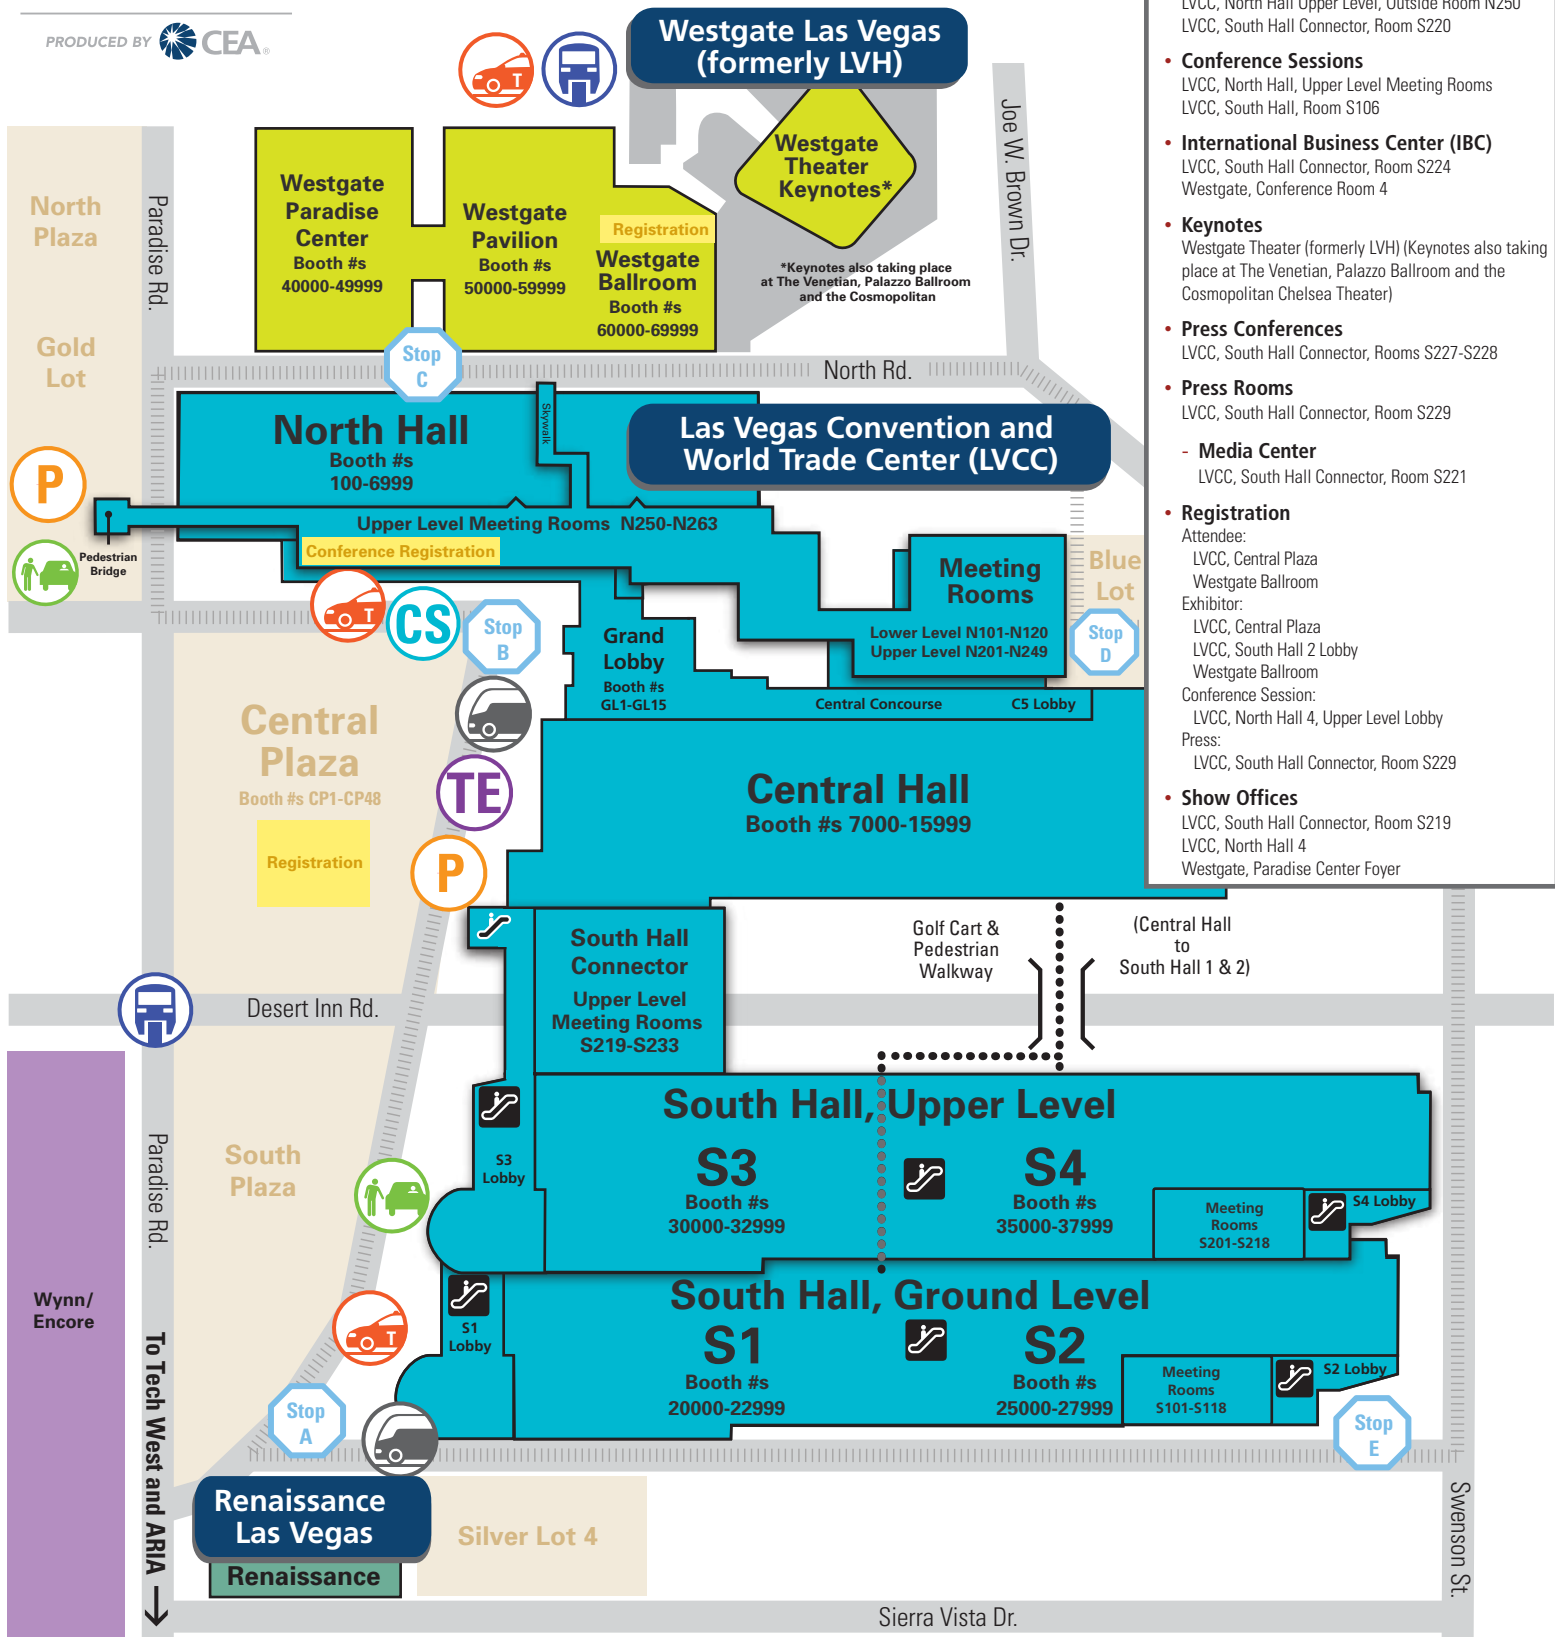 PRODUCED BY CEA®
Westgate Las Vegas
(formerly LVH)
T
North
Plaza
Gold
Lot
Paradise Rd.
Westgate
Paradise
Center
Booth #s
40000-49999
Westgate
Pavilion
Booth #s
50000-59999
Registration
Westgate
Ballroom
Booth #s
60000-69999
Westgate
Theater
Keynotes*
*Keynotes also taking place
at The Venetian, Palazzo Ballroom
and the Cosmopolitan
Joe W. Brown Dr.
Stop
C
North Rd.
North Hall
Booth #s
100-6999
Skywalk
Las Vegas Convention and
World Trade Center (LVCC)
P
Pedestrian
Bridge
Upper Level Meeting Rooms N250-N263
Conference Registration
T
CS
Stop
B
Grand
Lobby
Booth #s
GL1-GL15
Meeting
Rooms
Lower Level N101-N120
Upper Level N201-N249
Blue
Lot
Stop
D
Central Concourse
C5 Lobby
Central
Plaza
Booth #s CP1-CP48
Registration
TE
P
Central Hall
Booth #s 7000-15999
South Hall
Connector
Upper Level
Meeting Rooms
S219-S233
Golf Cart &
Pedestrian
Walkway
(Central Hall
to
South Hall 1 & 2)
Desert Inn Rd.
South
Plaza
Paradise Rd.
Wynn/
Encore
To Tech West and ARIA
South Hall, Upper Level
S3
Lobby
S3
Booth #s
30000-32999
S4
Booth #s
35000-37999
Meeting
Rooms
S201-S218
S4 Lobby
South Hall, Ground Level
S1
Lobby
S1
Booth #s
20000-22999
S2
Booth #s
25000-27999
Meeting
Rooms
S101-S118
S2 Lobby
T
Stop
A
Stop
E
Renaissance
Las Vegas
Renaissance
Silver Lot 4
Swenson St.
Sierra Vista Dr.
LVCC, North Hall Upper Level, Outside Room N250
LVCC, South Hall Connector, Room S220
• Conference Sessions
LVCC, North Hall, Upper Level Meeting Rooms
LVCC, South Hall, Room S106
• International Business Center (IBC)
LVCC, South Hall Connector, Room S224
Westgate, Conference Room 4
• Keynotes
Westgate Theater (formerly LVH) (Keynotes also taking
place at The Venetian, Palazzo Ballroom and the
Cosmopolitan Chelsea Theater)
• Press Conferences
LVCC, South Hall Connector, Rooms S227-S228
• Press Rooms
LVCC, South Hall Connector, Room S229
- Media Center
LVCC, South Hall Connector, Room S221
• Registration
Attendee:
LVCC, Central Plaza
Westgate Ballroom
Exhibitor:
LVCC, Central Plaza
LVCC, South Hall 2 Lobby
Westgate Ballroom
Conference Session:
LVCC, North Hall 4, Upper Level Lobby
Press:
LVCC, South Hall Connector, Room S229
• Show Offices
LVCC, South Hall Connector, Room S219
LVCC, North Hall 4
Westgate, Paradise Center Foyer